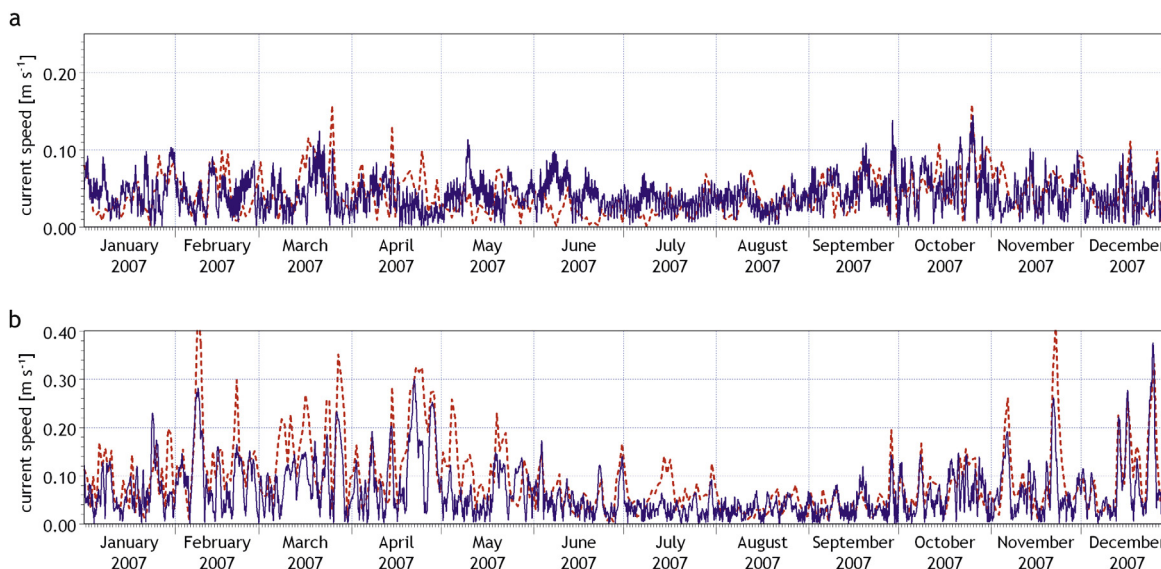 a
current speed [m s-1]
0.20
0.10
0.00
January February March April May June July August September October November December
2007 2007 2007 2007 2007 2007 2007 2007 2007 2007 2007 2007
b
current speed [m s-1]
0.40
0.30
0.20
0.10
0.00
January February March April May June July August September October November December
2007 2007 2007 2007 2007 2007 2007 2007 2007 2007 2007 2007